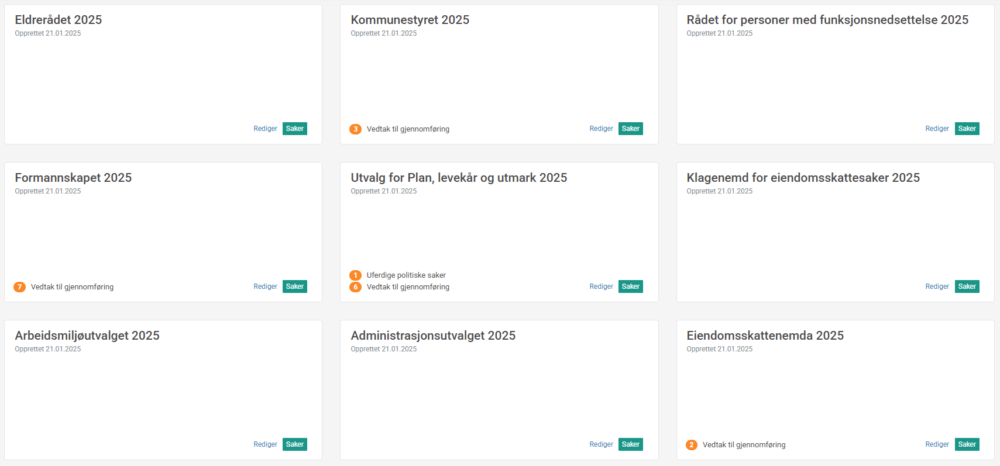 Eldrerådet 2025
Opprettet 21.01.2025
Rediger Saker
Kommunestyret 2025
Opprettet 21.01.2025
3 Vedtak til gjennomføring Rediger Saker
Rådet for personer med funksjonsnedsettelse 2025
Opprettet 21.01.2025
Rediger Saker
Formannskapet 2025
Opprettet 21.01.2025
7 Vedtak til gjennomføring Rediger Saker
Utvalg for Plan, levekår og utmark 2025
Opprettet 21.01.2025
1 Uferdige politiske saker
6 Vedtak til gjennomføring Rediger Saker
Klagenemd for eiendomsskattesaker 2025
Opprettet 21.01.2025
Rediger Saker
Arbeidsmiljøutvalget 2025
Opprettet 21.01.2025
Rediger Saker
Administrasjonsutvalget 2025
Opprettet 21.01.2025
Rediger Saker
Eiendomsskattenemda 2025
Opprettet 21.01.2025
2 Vedtak til gjennomføring Rediger Saker